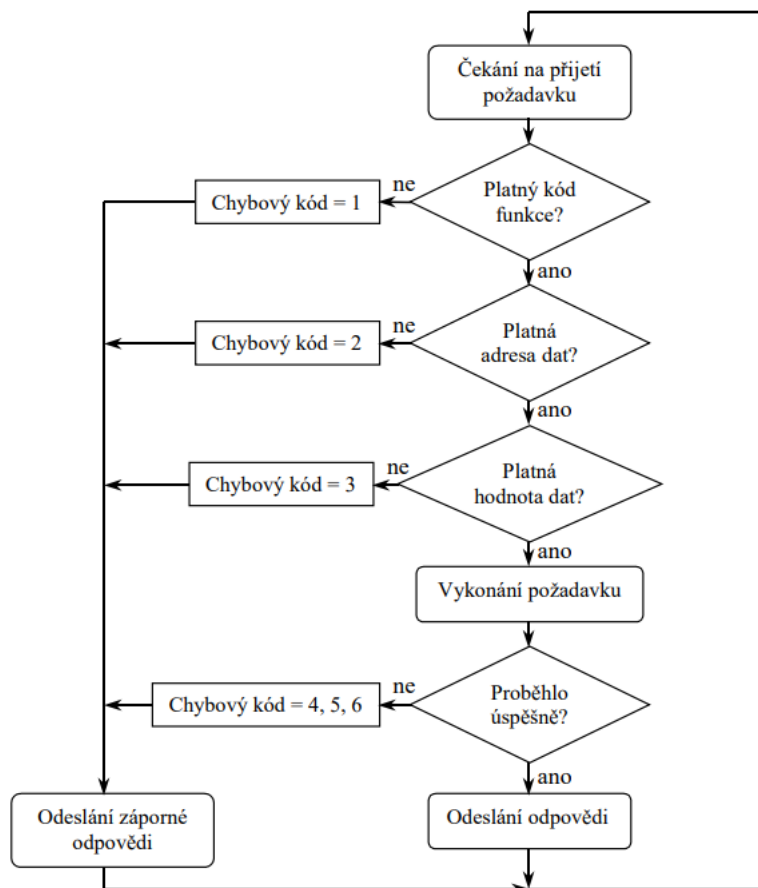 Čekání na přijetí
požadavku
ne
Chybový kód = 1
Platný kód
funkce?
ano
ne
Chybový kód = 2
Platná
adresa dat?
ano
ne
Chybový kód = 3
Platná
hodnota dat?
ano
Vykonání požadavku
ne
Chybový kód = 4, 5, 6
Proběhlo
úspěšně?
ano
Odeslání záporné
odpovědi
Odeslání odpovědi